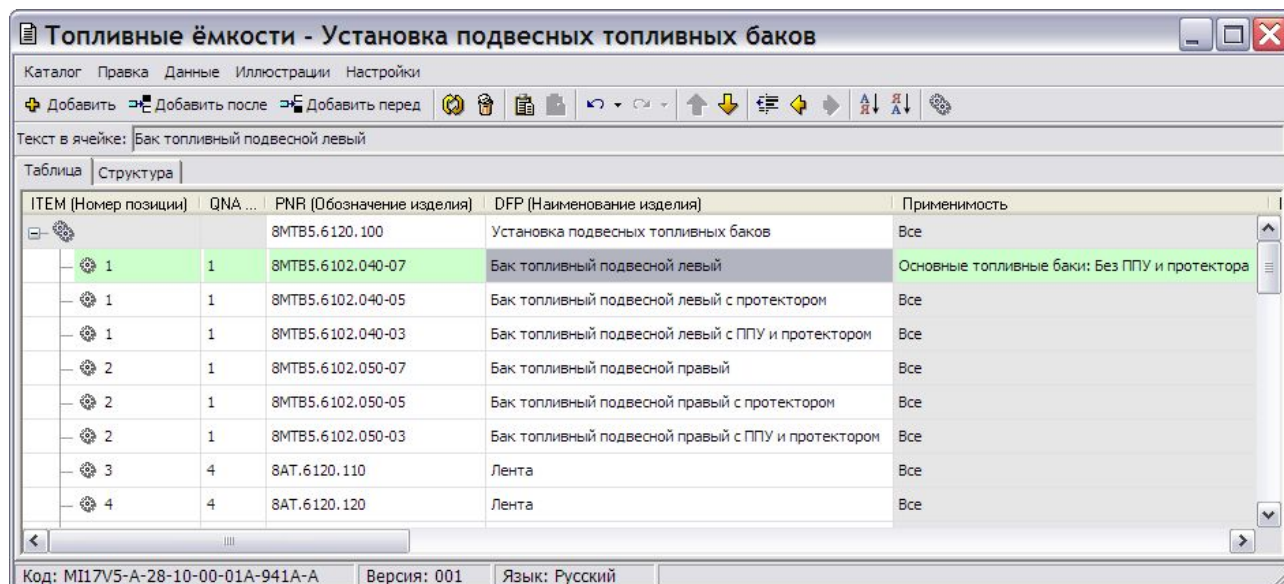 Топливные ёмкости - Установка подвесных топливных баков
Каталог Правка Данные Иллюстрации Настройки
Добавить Добавить после Добавить перед
Текст в ячейке: Бак топливный подвесной левый
Таблица Структура
ITEM (Номер позиции) QNA ... PNR (Обозначение изделия) DFP (Наименование изделия) Применимость
8МТВ5.6120.100 Установка подвесных топливных баков Все
1 1 8МТВ5.6102.040-07 Бак топливный подвесной левый Основные топливные баки: Без ППУ и протектора
1 1 8МТВ5.6102.040-05 Бак топливный подвесной левый с протектором Все
1 1 8МТВ5.6102.040-03 Бак топливный подвесной левый с ППУ и протектором Все
2 1 8МТВ5.6102.050-07 Бак топливный подвесной правый Все
2 1 8МТВ5.6102.050-05 Бак топливный подвесной правый с протектором Все
2 1 8МТВ5.6102.050-03 Бак топливный подвесной правый с ППУ и протектором Все
3 4 8АТ.6120.110 Лента Все
4 4 8АТ.6120.120 Лента Все
Код: MI17V5-A-28-10-00-01A-941A-A Версия: 001 Язык: Русский